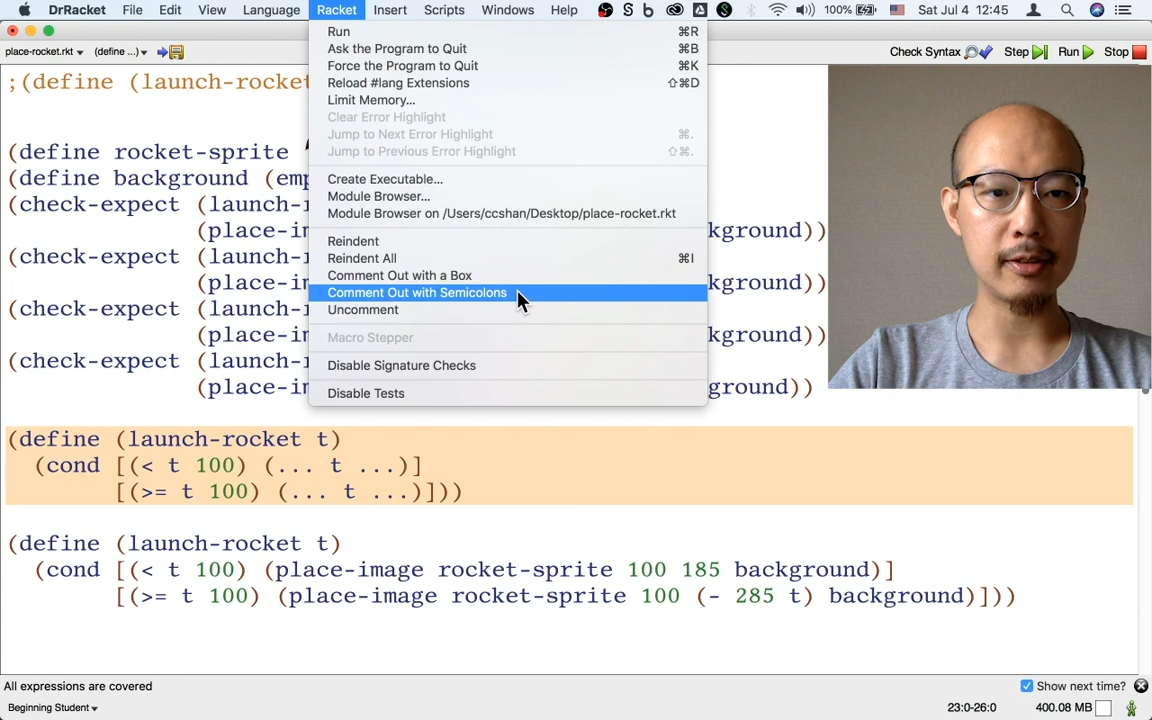 DrRacket File Edit View Language Racket Insert Scripts Windows Help 100% Sat Jul 4 12:45
place-rocket.rkt (define ...) Check Syntax Step Run Stop
Run ⌘R
Ask the Program to Quit ⌘B
Force the Program to Quit ⌘K
Reload #lang Extensions ⇧⌘D
Limit Memory...
Clear Error Highlight
Jump to Next Error Highlight ⌘.
Jump to Previous Error Highlight ⇧⌘.
Create Executable...
Module Browser...
Module Browser on /Users/ccshan/Desktop/place-rocket.rkt
Reindent
Reindent All ⌘I
Comment Out with a Box
Comment Out with Semicolons
Uncomment
Macro Stepper
Disable Signature Checks
Disable Tests
;(define (launch-rocket
(define rocket-sprite
(define background (em
(check-expect (launch-
(place-i kground))
(check-expect (launch-
(place-i kground))
(check-expect (launch-
(place-i kground))
(check-expect (launch-
(place-i ground))
(define (launch-rocket t)
(cond [(< t 100) (... t ...)]
[(>= t 100) (... t ...)]))
(define (launch-rocket t)
(cond [(< t 100) (place-image rocket-sprite 100 185 background)]
[(>= t 100) (place-image rocket-sprite 100 (- 285 t) background)]))
All expressions are covered Show next time?
Beginning Student 23:0-26:0 400.08 MB